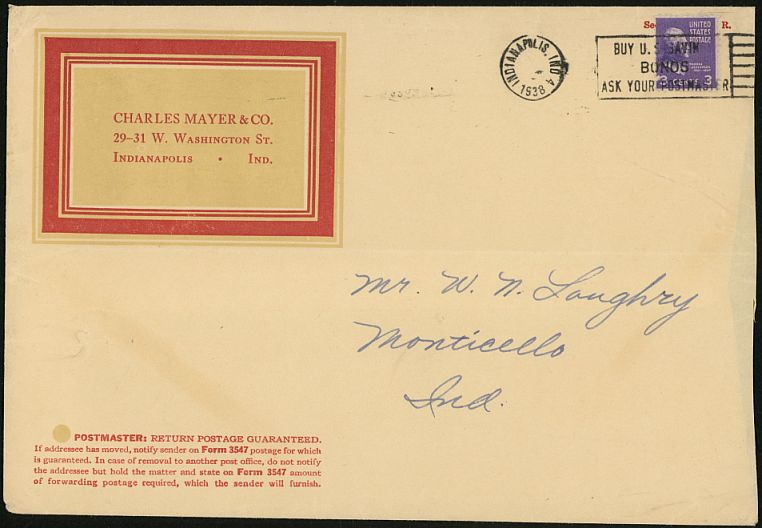 CHARLES MAYER & CO.
29–31 W. WASHINGTON ST.
INDIANAPOLIS • IND.
INDIANAPOLIS, IND.
4
1938
BUY U.S. SAVIN
BONDS
ASK YOUR POSTMASTER
Se R.
UNITED
STATES
POSTAGE
3 CENTS 3
Mr. W. N. Loughry
Monticello
Ind.
POSTMASTER: RETURN POSTAGE GUARANTEED.
If addressee has moved, notify sender on Form 3547 postage for which
is guaranteed. In case of removal to another post office, do not notify
the addressee but hold the matter and state on Form 3547 amount
of forwarding postage required, which the sender will furnish.